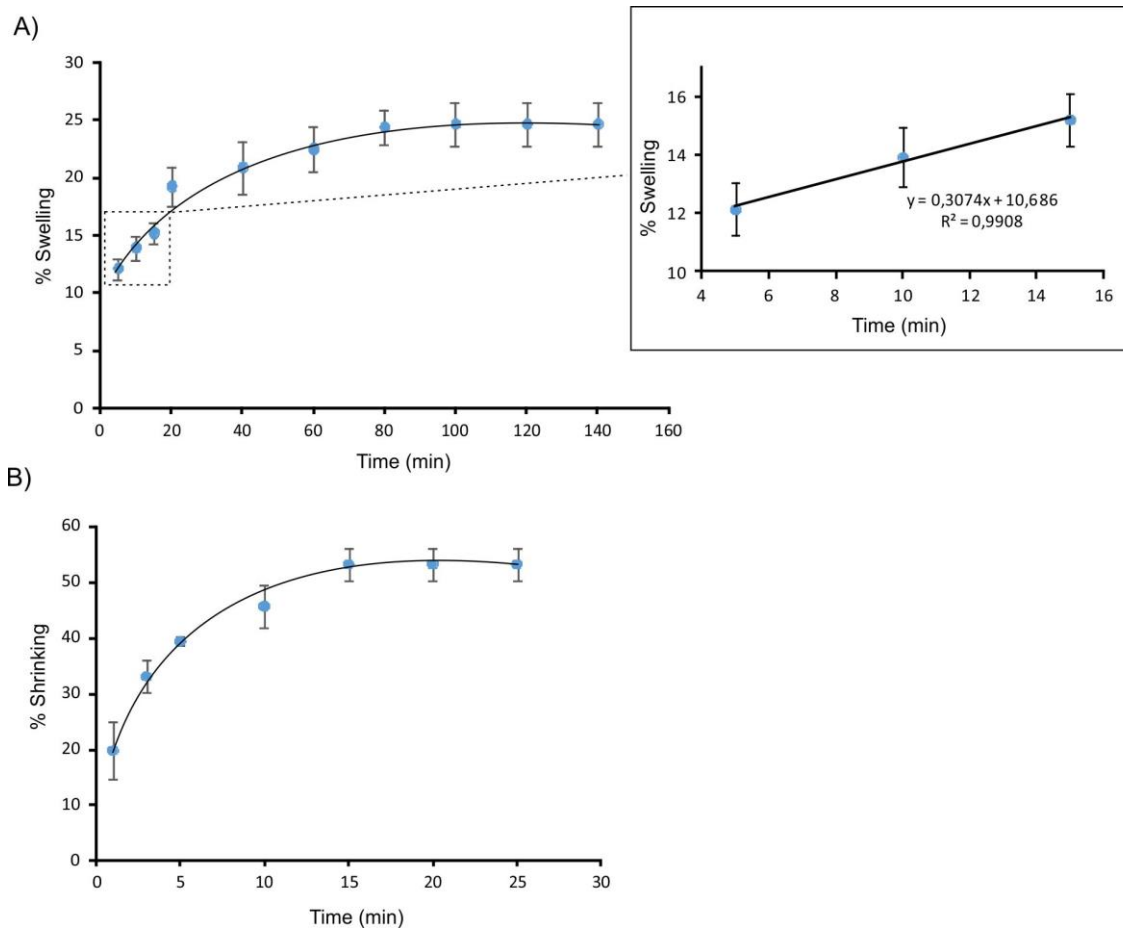 A)
% Swelling
30
25
20
15
10
5
0
0 20 40 60 80 100 120 140 160
Time (min)
% Swelling
16
14
12
10
y = 0,3074x + 10,686
R² = 0,9908
4 6 8 10 12 14 16
Time (min)
B)
% Shrinking
60
50
40
30
20
10
0
0 5 10 15 20 25 30
Time (min)